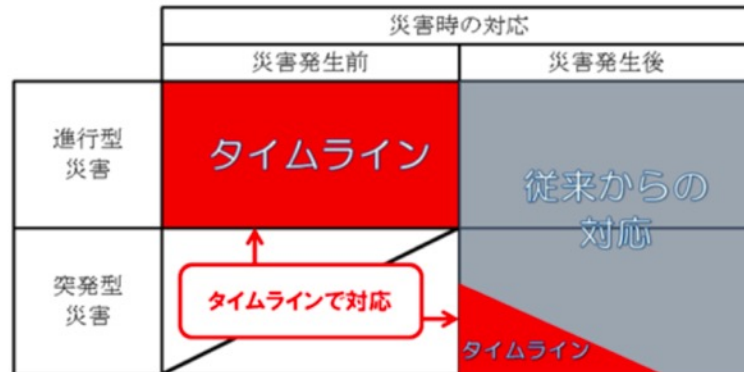 災害時の対応
災害発生前
災害発生後
進行型
災害
タイムライン
従来からの
対応
突発型
災害
タイムラインで対応
タイムライン